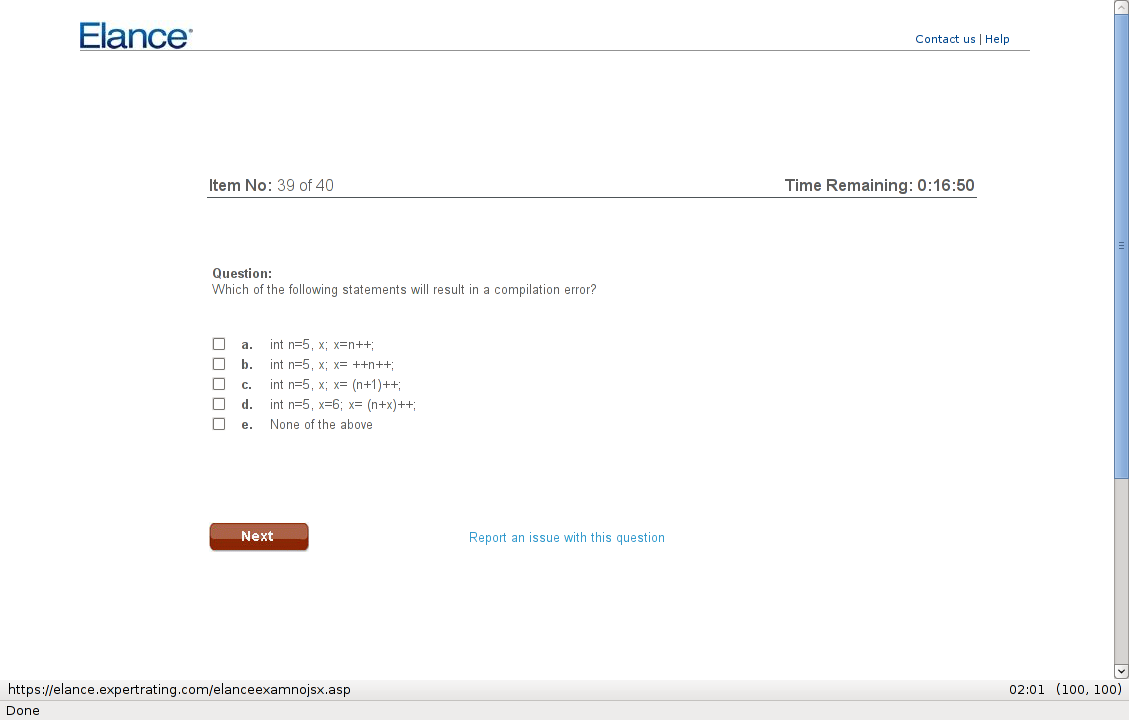 Elance
Contact us | Help
Item No: 39 of 40
Time Remaining: 0:16:50
Question:
Which of the following statements will result in a compilation error?
a. int n=5, x; x=n++;
b. int n=5, x; x= ++n++;
c. int n=5, x; x= (n+1)++;
d. int n=5, x=6; x= (n+x)++;
e. None of the above
Next
Report an issue with this question
https://elance.expertrating.com/elanceexamnojsx.asp
02:01 (100, 100)
Done